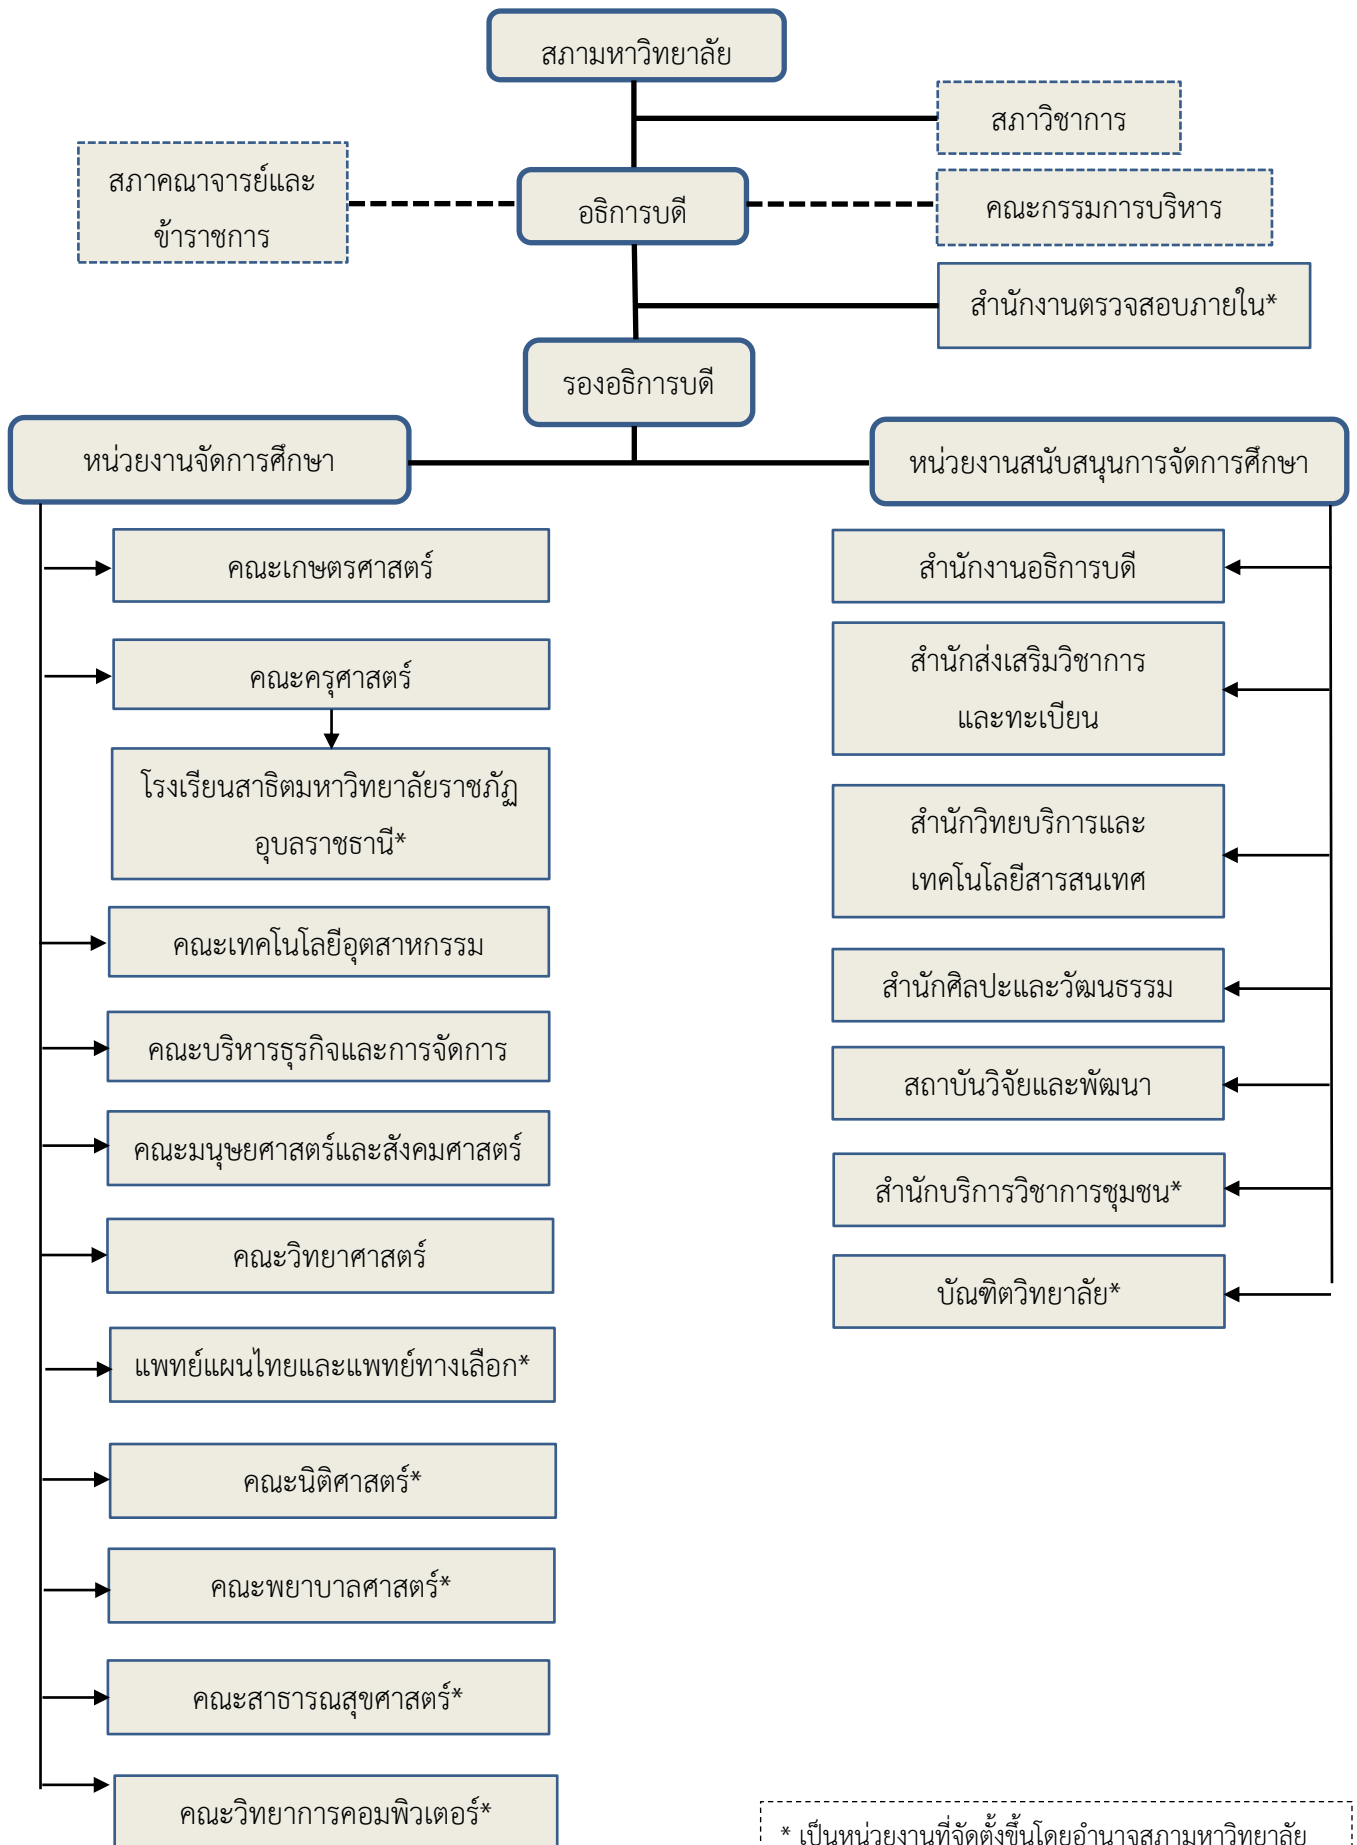 สภามหาวิทยาลัย
สภาวิชาการ
สภาคณาจารย์และ
ข้าราชการ
อธิการบดี
คณะกรรมการบริหาร
สำนักงานตรวจสอบภายใน*
รองอธิการบดี
หน่วยงานจัดการศึกษา
คณะเกษตรศาสตร์
คณะครุศาสตร์
โรงเรียนสาธิตมหาวิทยาลัยราชภัฏ
อุบลราชธานี*
คณะเทคโนโลยีอุตสาหกรรม
คณะบริหารธุรกิจและการจัดการ
คณะมนุษยศาสตร์และสังคมศาสตร์
คณะวิทยาศาสตร์
แพทย์แผนไทยและแพทย์ทางเลือก*
คณะนิติศาสตร์*
คณะพยาบาลศาสตร์*
คณะสาธารณสุขศาสตร์*
คณะวิทยาการคอมพิวเตอร์*
หน่วยงานสนับสนุนการจัดการศึกษา
สำนักงานอธิการบดี
สำนักส่งเสริมวิชาการ
และทะเบียน
สำนักวิทยบริการและ
เทคโนโลยีสารสนเทศ
สำนักศิลปะและวัฒนธรรม
สถาบันวิจัยและพัฒนา
สำนักบริการวิชาการชุมชน*
บัณฑิตวิทยาลัย*
* เป็นหน่วยงานที่จัดตั้งขึ้นโดยอำนาจสภามหาวิทยาลัย